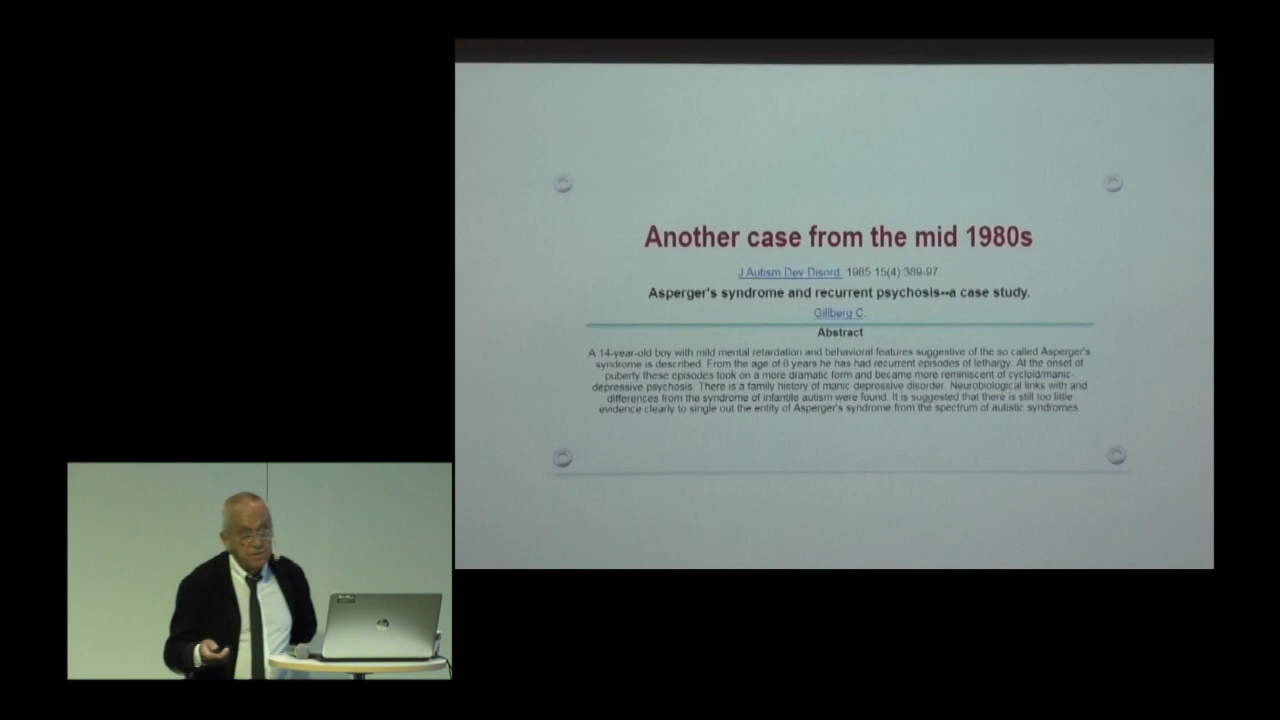 Another case from the mid 1980s
J Autism Dev Disord. 1985 15(4):389-97
Asperger's syndrome and recurrent psychosis--a case study.
Gillberg C.
Abstract
A 14-year-old boy with mild mental retardation and behavioral features suggestive of the so called Asperger's
syndrome is described. From the age of 8 years he has had recurrent episodes of lethargy. At the onset of
puberty these episodes took on a more dramatic form and became more reminiscent of cycloid/manic-
depressive psychosis. There is a family history of manic-depressive disorder. Neurobiological links with and
differences from the syndrome of infantile autism were found. It is suggested that there is still too little
evidence clearly to single out the entity of Asperger's syndrome from the spectrum of autistic syndromes.
hp